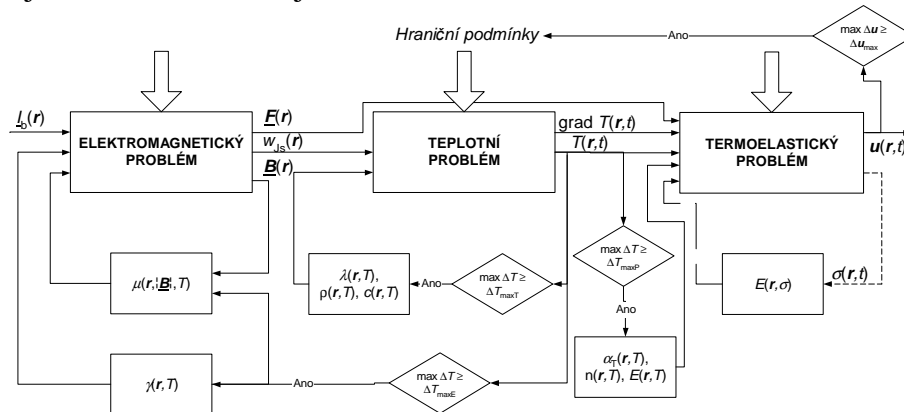 max Δu ≥
Δu_max
Hraniční podmínky
Ano
I_b(r)
ELEKTROMAGNETICKÝ
PROBLÉM
F(r)
w_Js(r)
B(r)
TEPLOTNÍ
PROBLÉM
grad T(r,t)
T(r,t)
TERMOELASTICKÝ
PROBLÉM
u(r,t)
μ(r,|B|,T)
λ(r,T),
ρ(r,T), c(r,T)
Ano
max ΔT ≥
ΔT_maxT
max ΔT ≥
ΔT_maxP
Ano
E(r,σ)
σ(r,t)
γ(r,T)
Ano
max ΔT ≥
ΔT_maxE
α_T(r,T),
n(r,T), E(r,T)